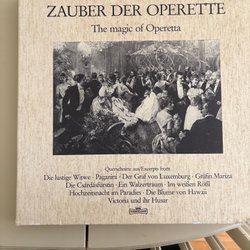 ZAUBER DER OPERETTE
The magic of Operetta
Querschnitte aus/Excerpts from
Die lustige Witwe · Paganini · Der Graf von Luxemburg · Gräfin Mariza
Die Csárdásfürstin · Ein Walzertraum · Im weißen Rößl
Hochzeitsnacht im Paradies · Die Blume von Hawaii
Victoria und ihr Husar